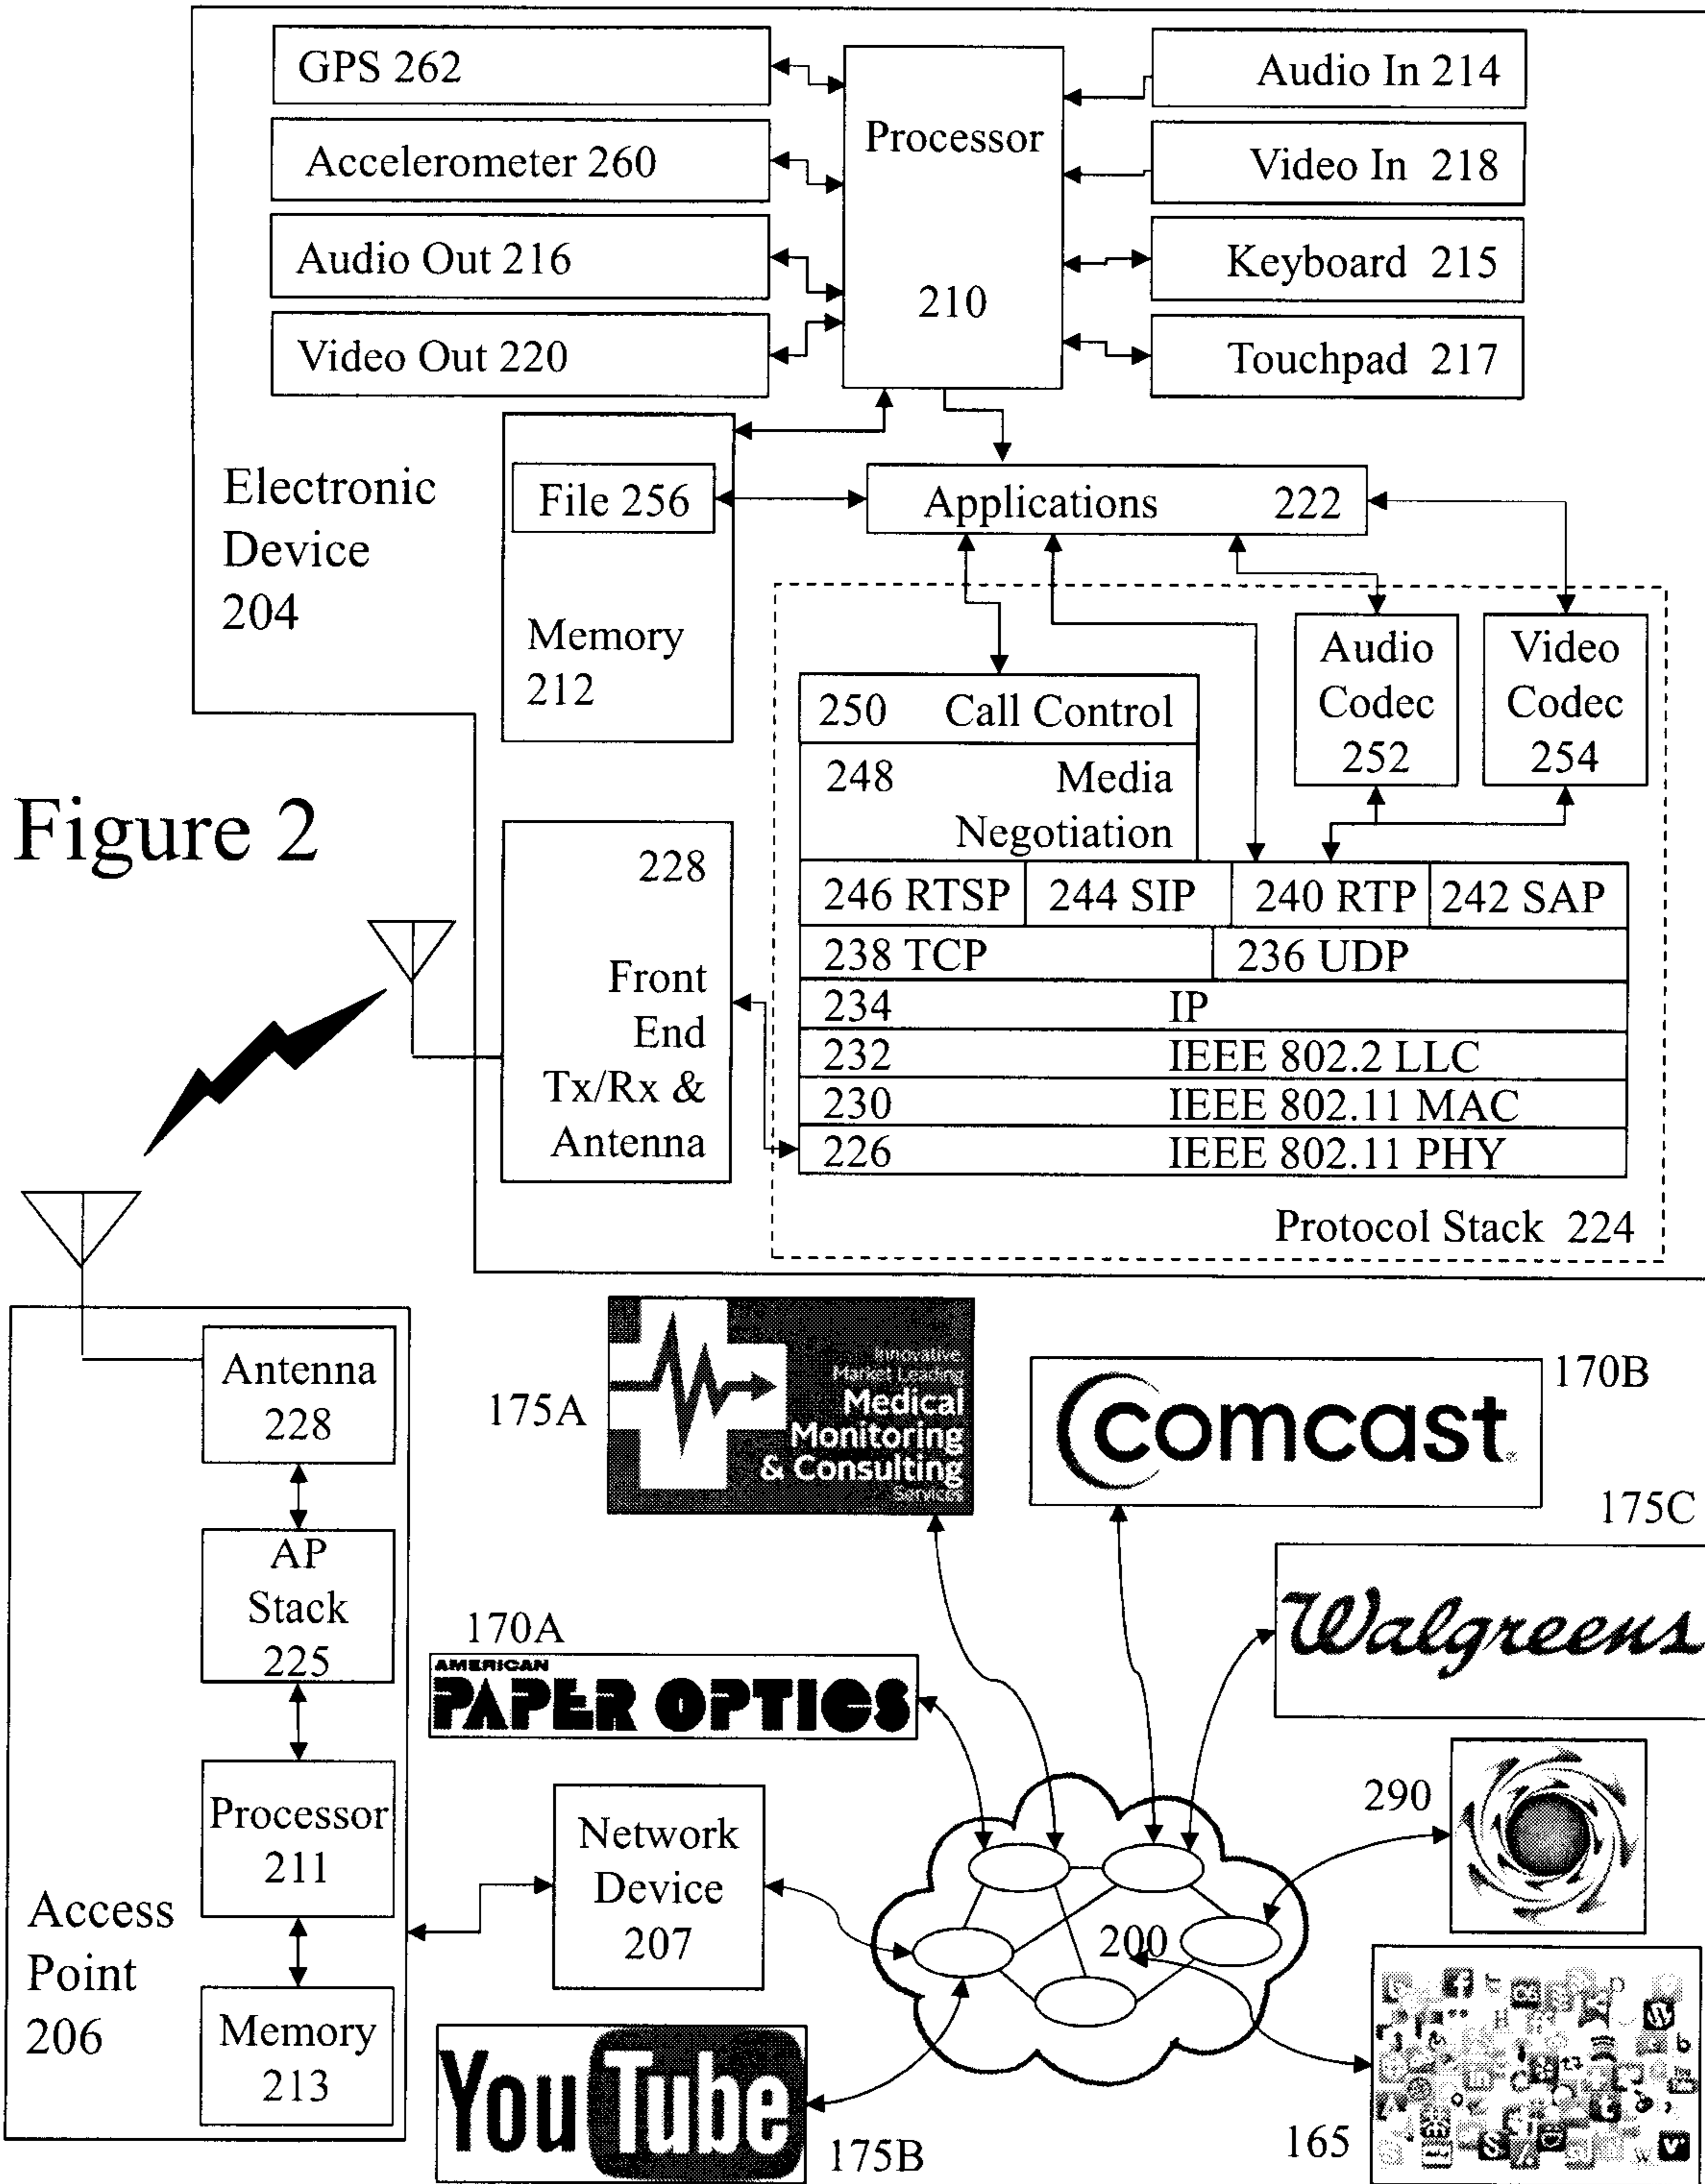 GPS 262
Accelerometer 260
Audio Out 216
Video Out 220
Processor
210
Audio In 214
Video In 218
Keyboard 215
Touchpad 217
Electronic
Device
204
File 256
Memory
212
Applications 222
Audio
Codec
252
Video
Codec
254
250 Call Control
248 Media
Negotiation
246 RTSP
244 SIP
240 RTP
242 SAP
238 TCP
236 UDP
234 IP
232 IEEE 802.2 LLC
230 IEEE 802.11 MAC
226 IEEE 802.11 PHY
Protocol Stack 224
Figure 2
228
Front
End
Tx/Rx &
Antenna
Antenna
228
AP
Stack
225
Processor
211
Memory
213
Access
Point
206
175A
Innovative
Market Leading
Medical
Monitoring
& Consulting
Services
170B
comcast
175C
Walgreens
170A
AMERICAN
PAPER OPTICS
Network
Device
207
200
290
YouTube
175B
165